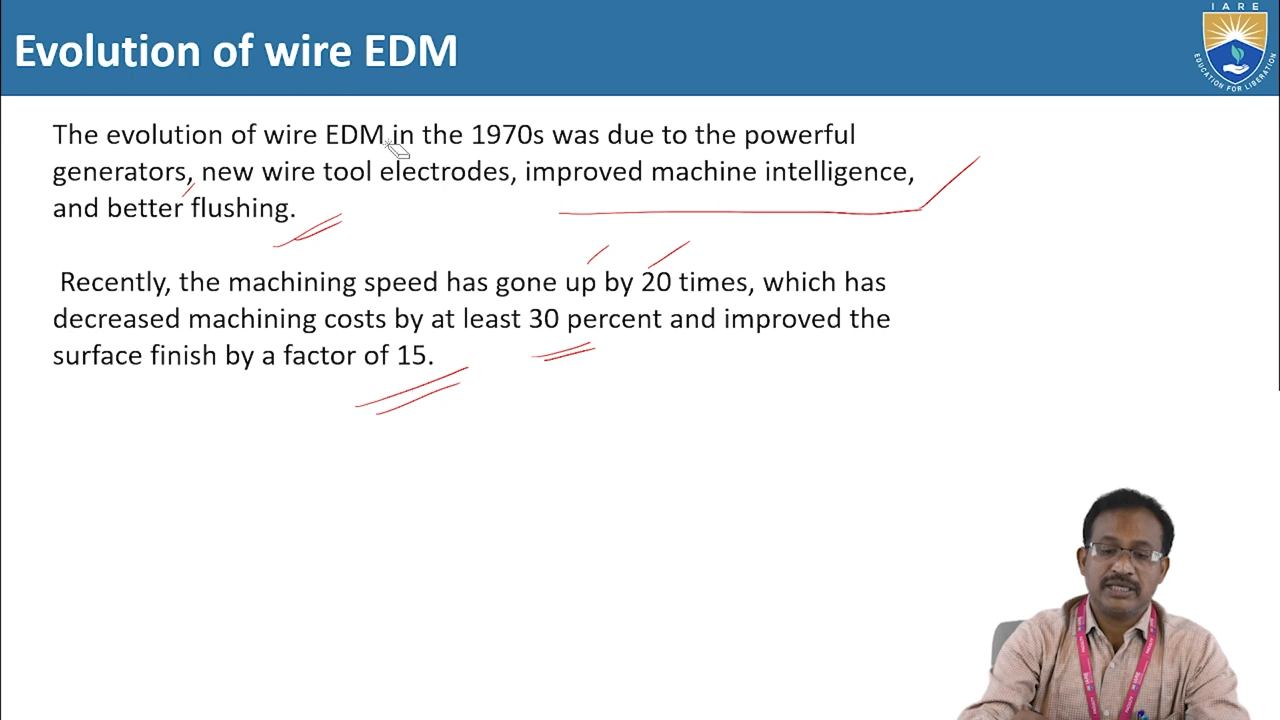 IARE
EDUCATION FOR LIBERATION
Evolution of wire EDM
The evolution of wire EDM in the 1970s was due to the powerful
generators, new wire tool electrodes, improved machine intelligence,
and better flushing.
Recently, the machining speed has gone up by 20 times, which has
decreased machining costs by at least 30 percent and improved the
surface finish by a factor of 15.